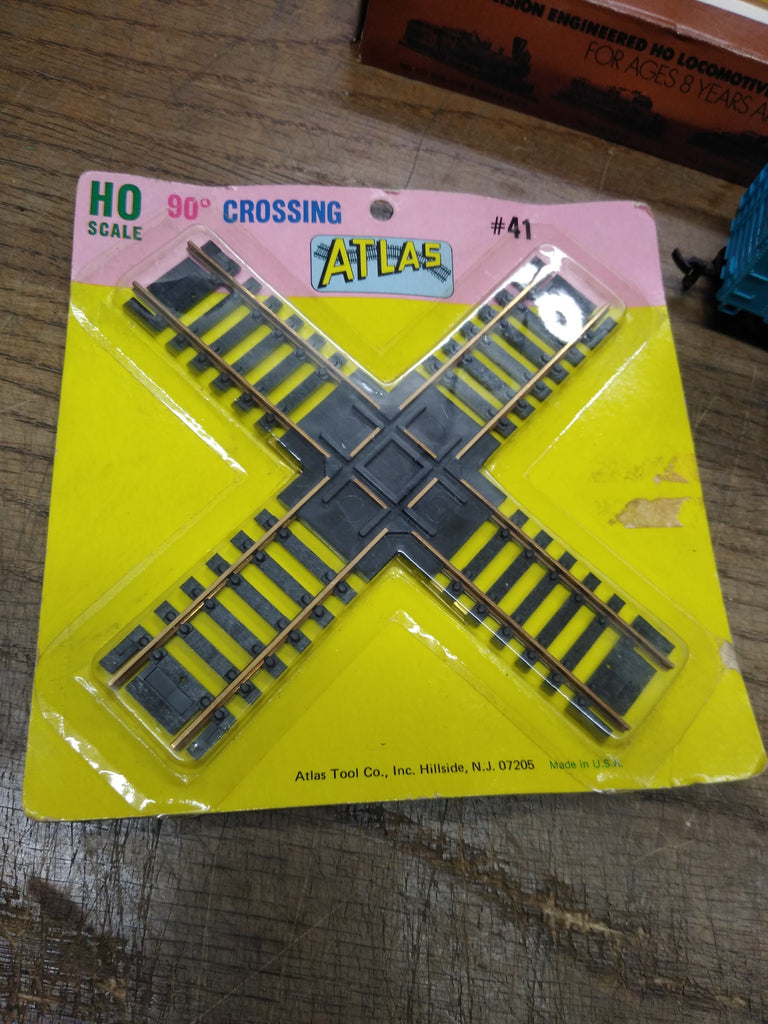 ENGINEERED HO LOCOMOTIVE
FOR AGES 8 YEARS A
HO
SCALE
90° CROSSING
#41
ATLAS
Atlas Tool Co., Inc. Hillside, N.J. 07205
Made in U.S.A.